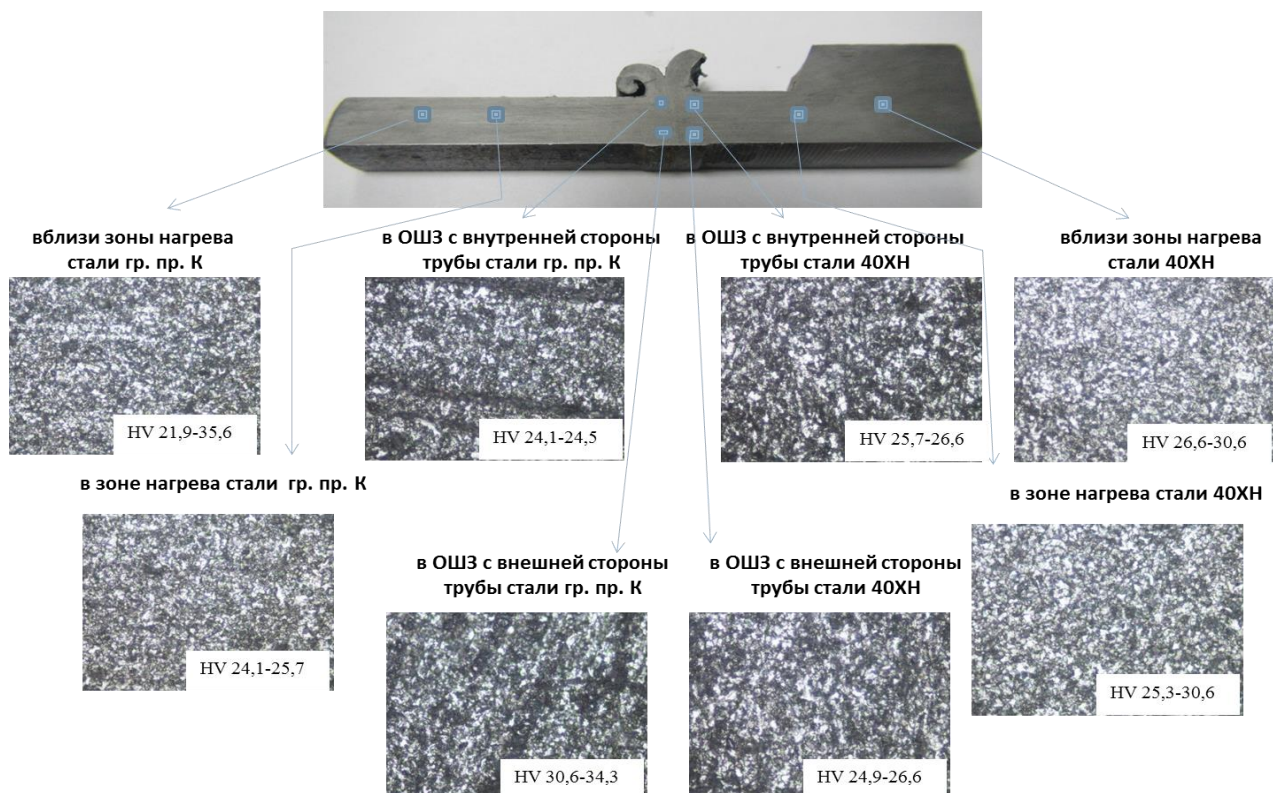 вблизи зоны нагрева
стали гр. пр. К
HV 21,9-35,6
в ОШЗ с внутренней стороны
трубы стали гр. пр. К
HV 24,1-24,5
в ОШЗ с внутренней стороны
трубы стали 40ХН
HV 25,7-26,6
вблизи зоны нагрева
стали 40ХН
HV 26,6-30,6
в зоне нагрева стали гр. пр. К
HV 24,1-25,7
в ОШЗ с внешней стороны
трубы стали гр. пр. К
HV 30,6-34,3
в ОШЗ с внешней стороны
трубы стали 40ХН
HV 24,9-26,6
в зоне нагрева стали 40ХН
HV 25,3-30,6